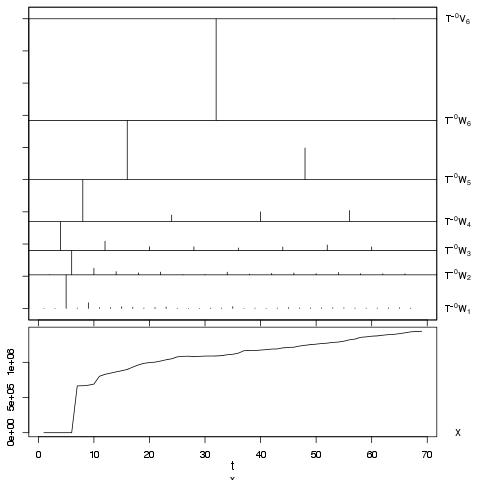 T⁻⁰V₆
T⁻⁰W₆
T⁻⁰W₅
T⁻⁰W₄
T⁻⁰W₃
T⁻⁰W₂
T⁻⁰W₁
0e+00 5e+05 1e+06
X
0 10 20 30 40 50 60 70
t
x